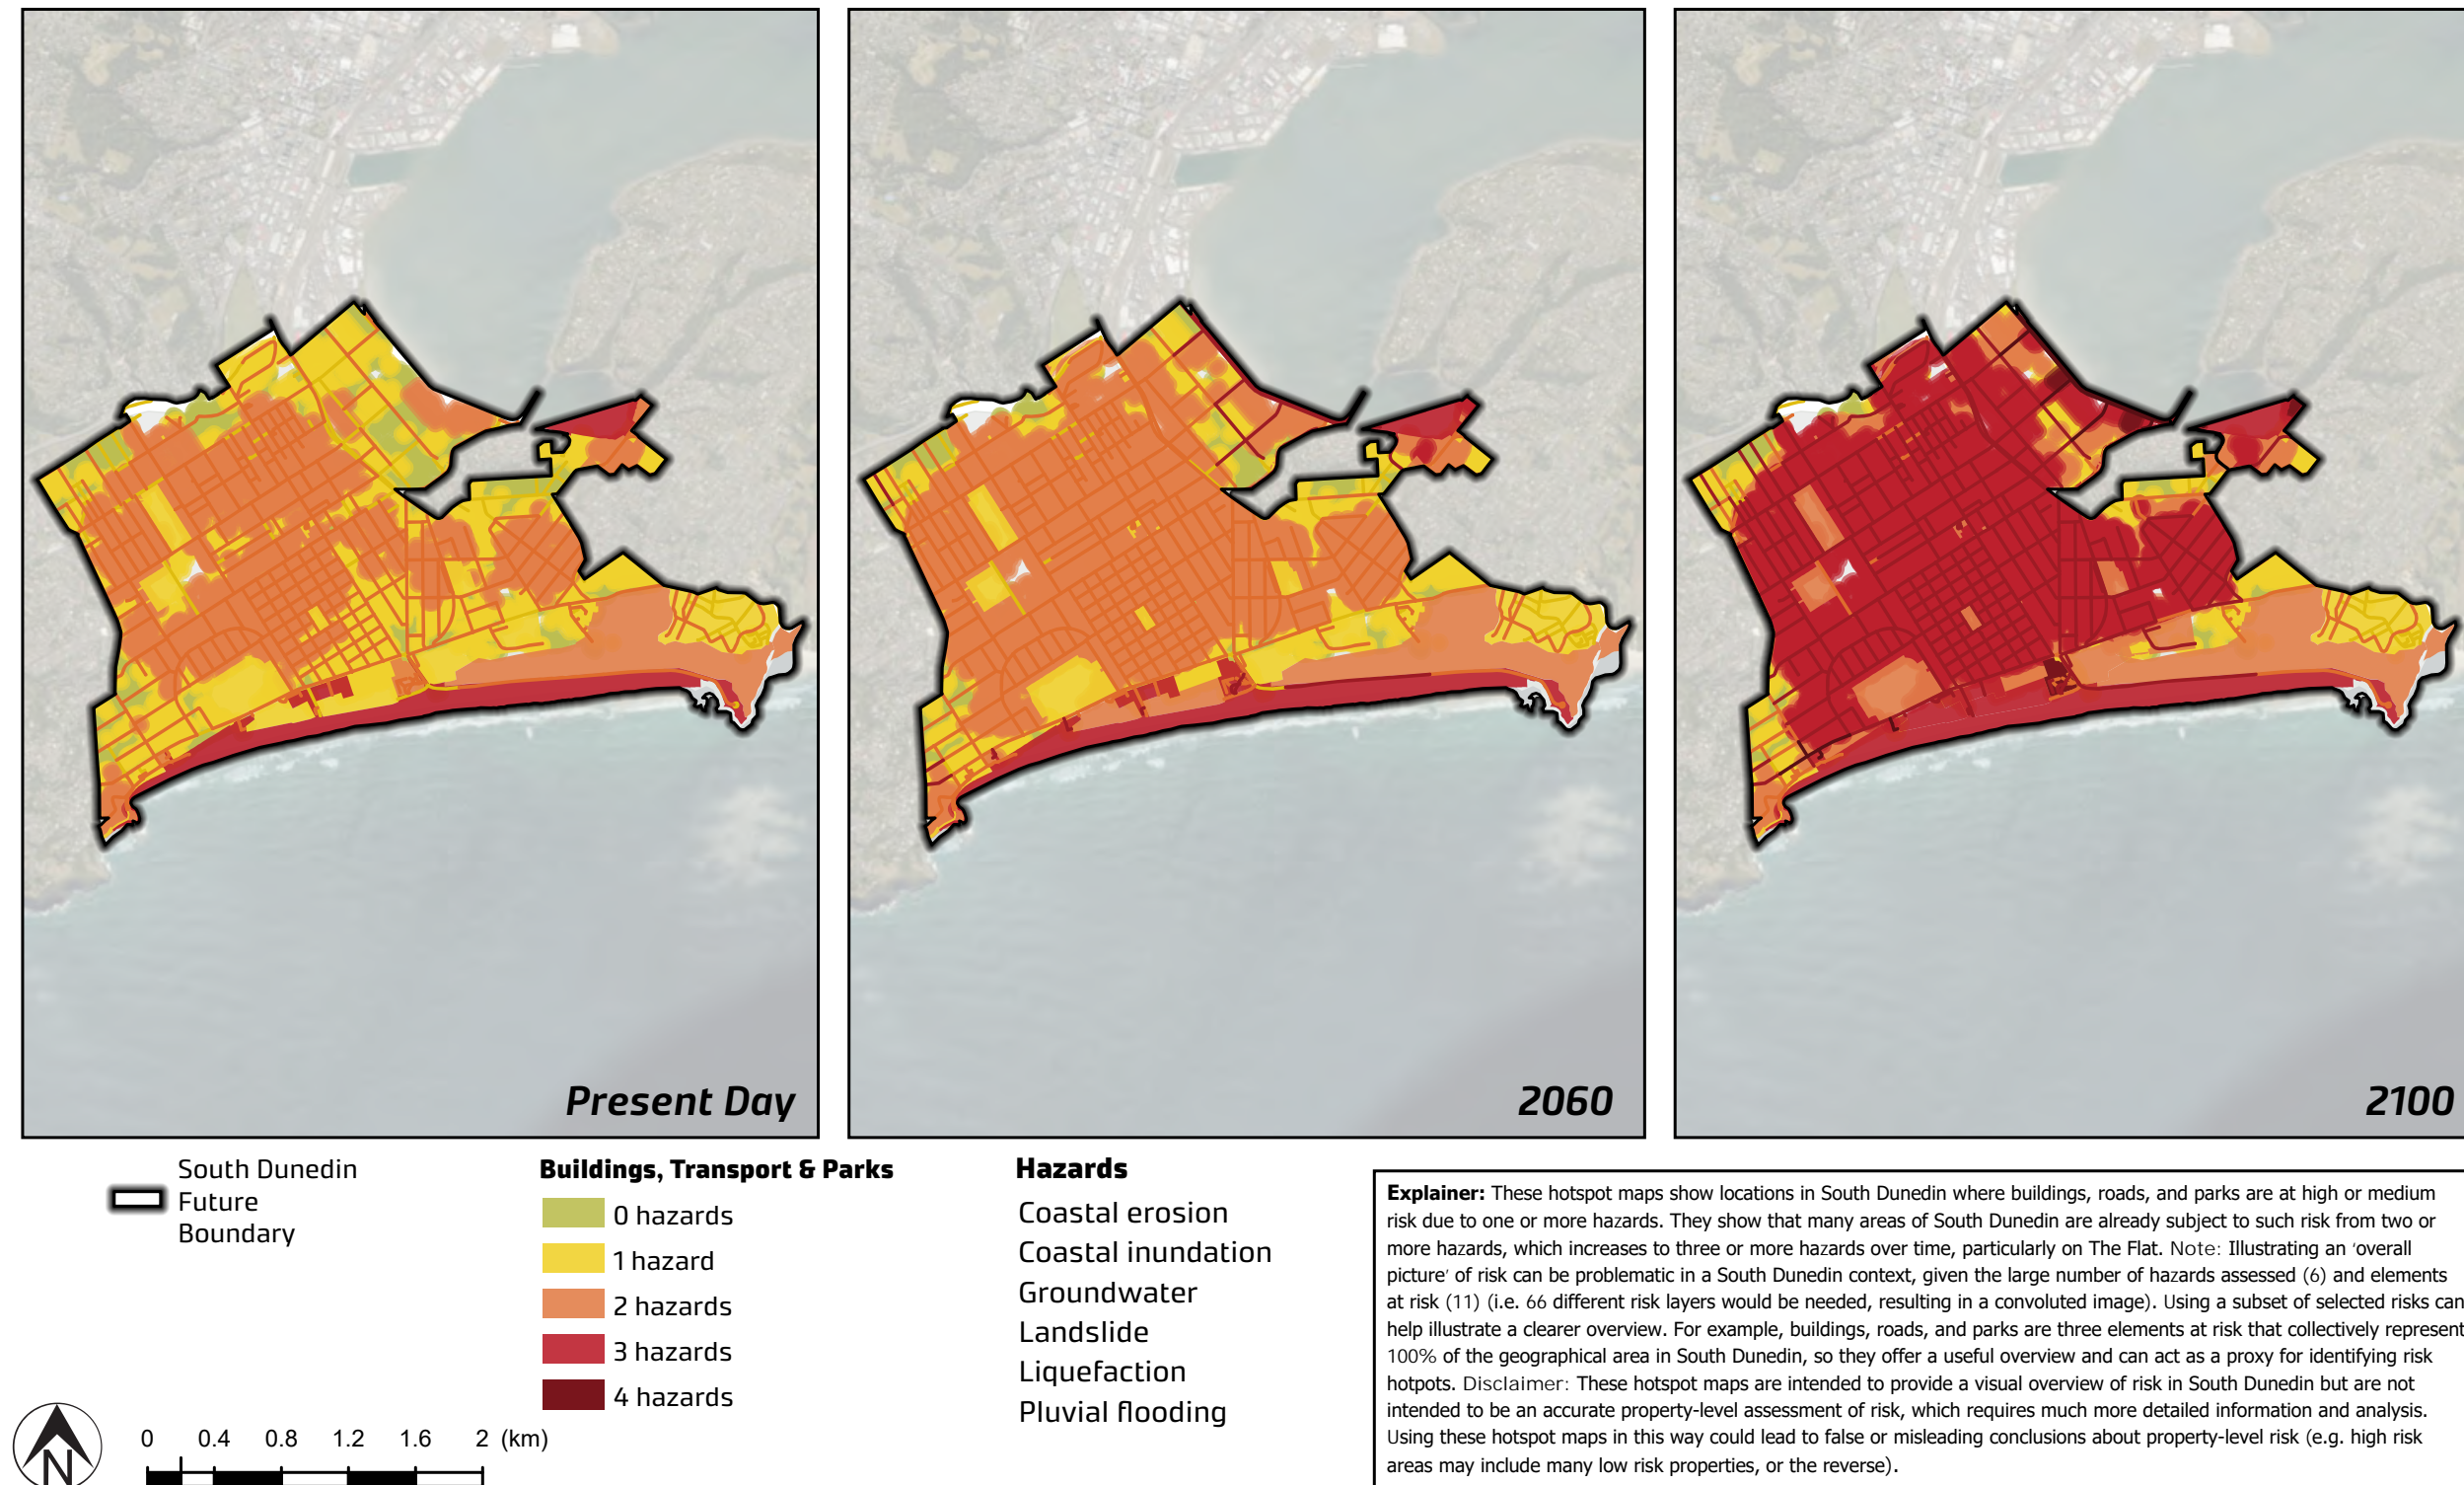 Present Day
2060
2100
South Dunedin
Future
Boundary
Buildings, Transport & Parks
0 hazards
1 hazard
2 hazards
3 hazards
4 hazards
Hazards
Coastal erosion
Coastal inundation
Groundwater
Landslide
Liquefaction
Pluvial flooding
Explainer: These hotspot maps show locations in South Dunedin where buildings, roads, and parks are at high or medium
risk due to one or more hazards. They show that many areas of South Dunedin are already subject to such risk from two or
more hazards, which increases to three or more hazards over time, particularly on The Flat. Note: Illustrating an 'overall
picture' of risk can be problematic in a South Dunedin context, given the large number of hazards assessed (6) and elements
at risk (11) (i.e. 66 different risk layers would be needed, resulting in a convoluted image). Using a subset of selected risks can
help illustrate a clearer overview. For example, buildings, roads, and parks are three elements at risk that collectively represent
100% of the geographical area in South Dunedin, so they offer a useful overview and can act as a proxy for identifying risk
hotpots. Disclaimer: These hotspot maps are intended to provide a visual overview of risk in South Dunedin but are not
intended to be an accurate property-level assessment of risk, which requires much more detailed information and analysis.
Using these hotspot maps in this way could lead to false or misleading conclusions about property-level risk (e.g. high risk
areas may include many low risk properties, or the reverse).
N
0 0.4 0.8 1.2 1.6 2 (km)